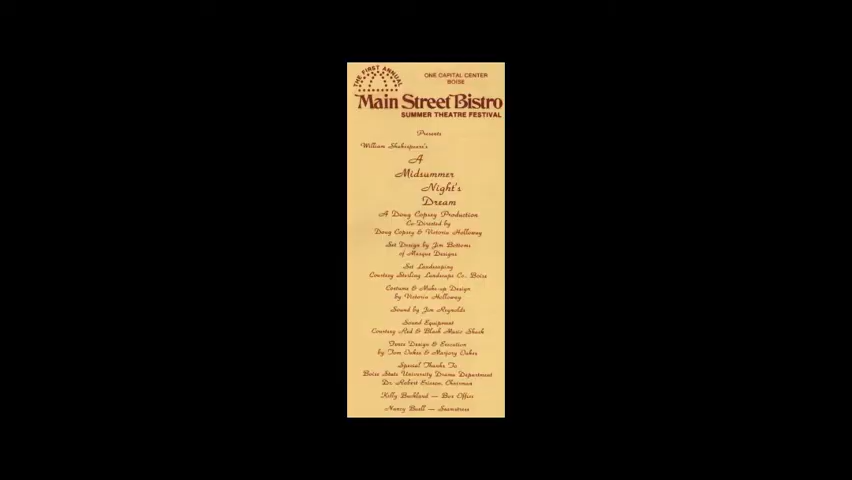 THE FIRST ANNUAL
ONE CAPITAL CENTER
BOISE
Main Street Bistro
SUMMER THEATRE FESTIVAL
Presents
William Shakespeare's
A
Midsummer
Night's
Dream
A Doug Copsey Production
Co-Directed by
Doug Copsey & Victoria Holloway
Set Design by Jim Bottoms
of Masque Designs
Set Landscaping
Courtesy Sterling Landscape Co. Boise
Costume & Make-up Design
by Victoria Holloway
Sound by Jim Reynolds
Sound Equipment
Courtesy Red & Black Music Shack
Design & Execution
by Tom Oakes & Marjory Oakes
Special Thanks To
Boise State University Drama Department
Dr. Robert Ericson, Chairman
Kelly Buckland — Box Office
Nancy Buell — Seamstress